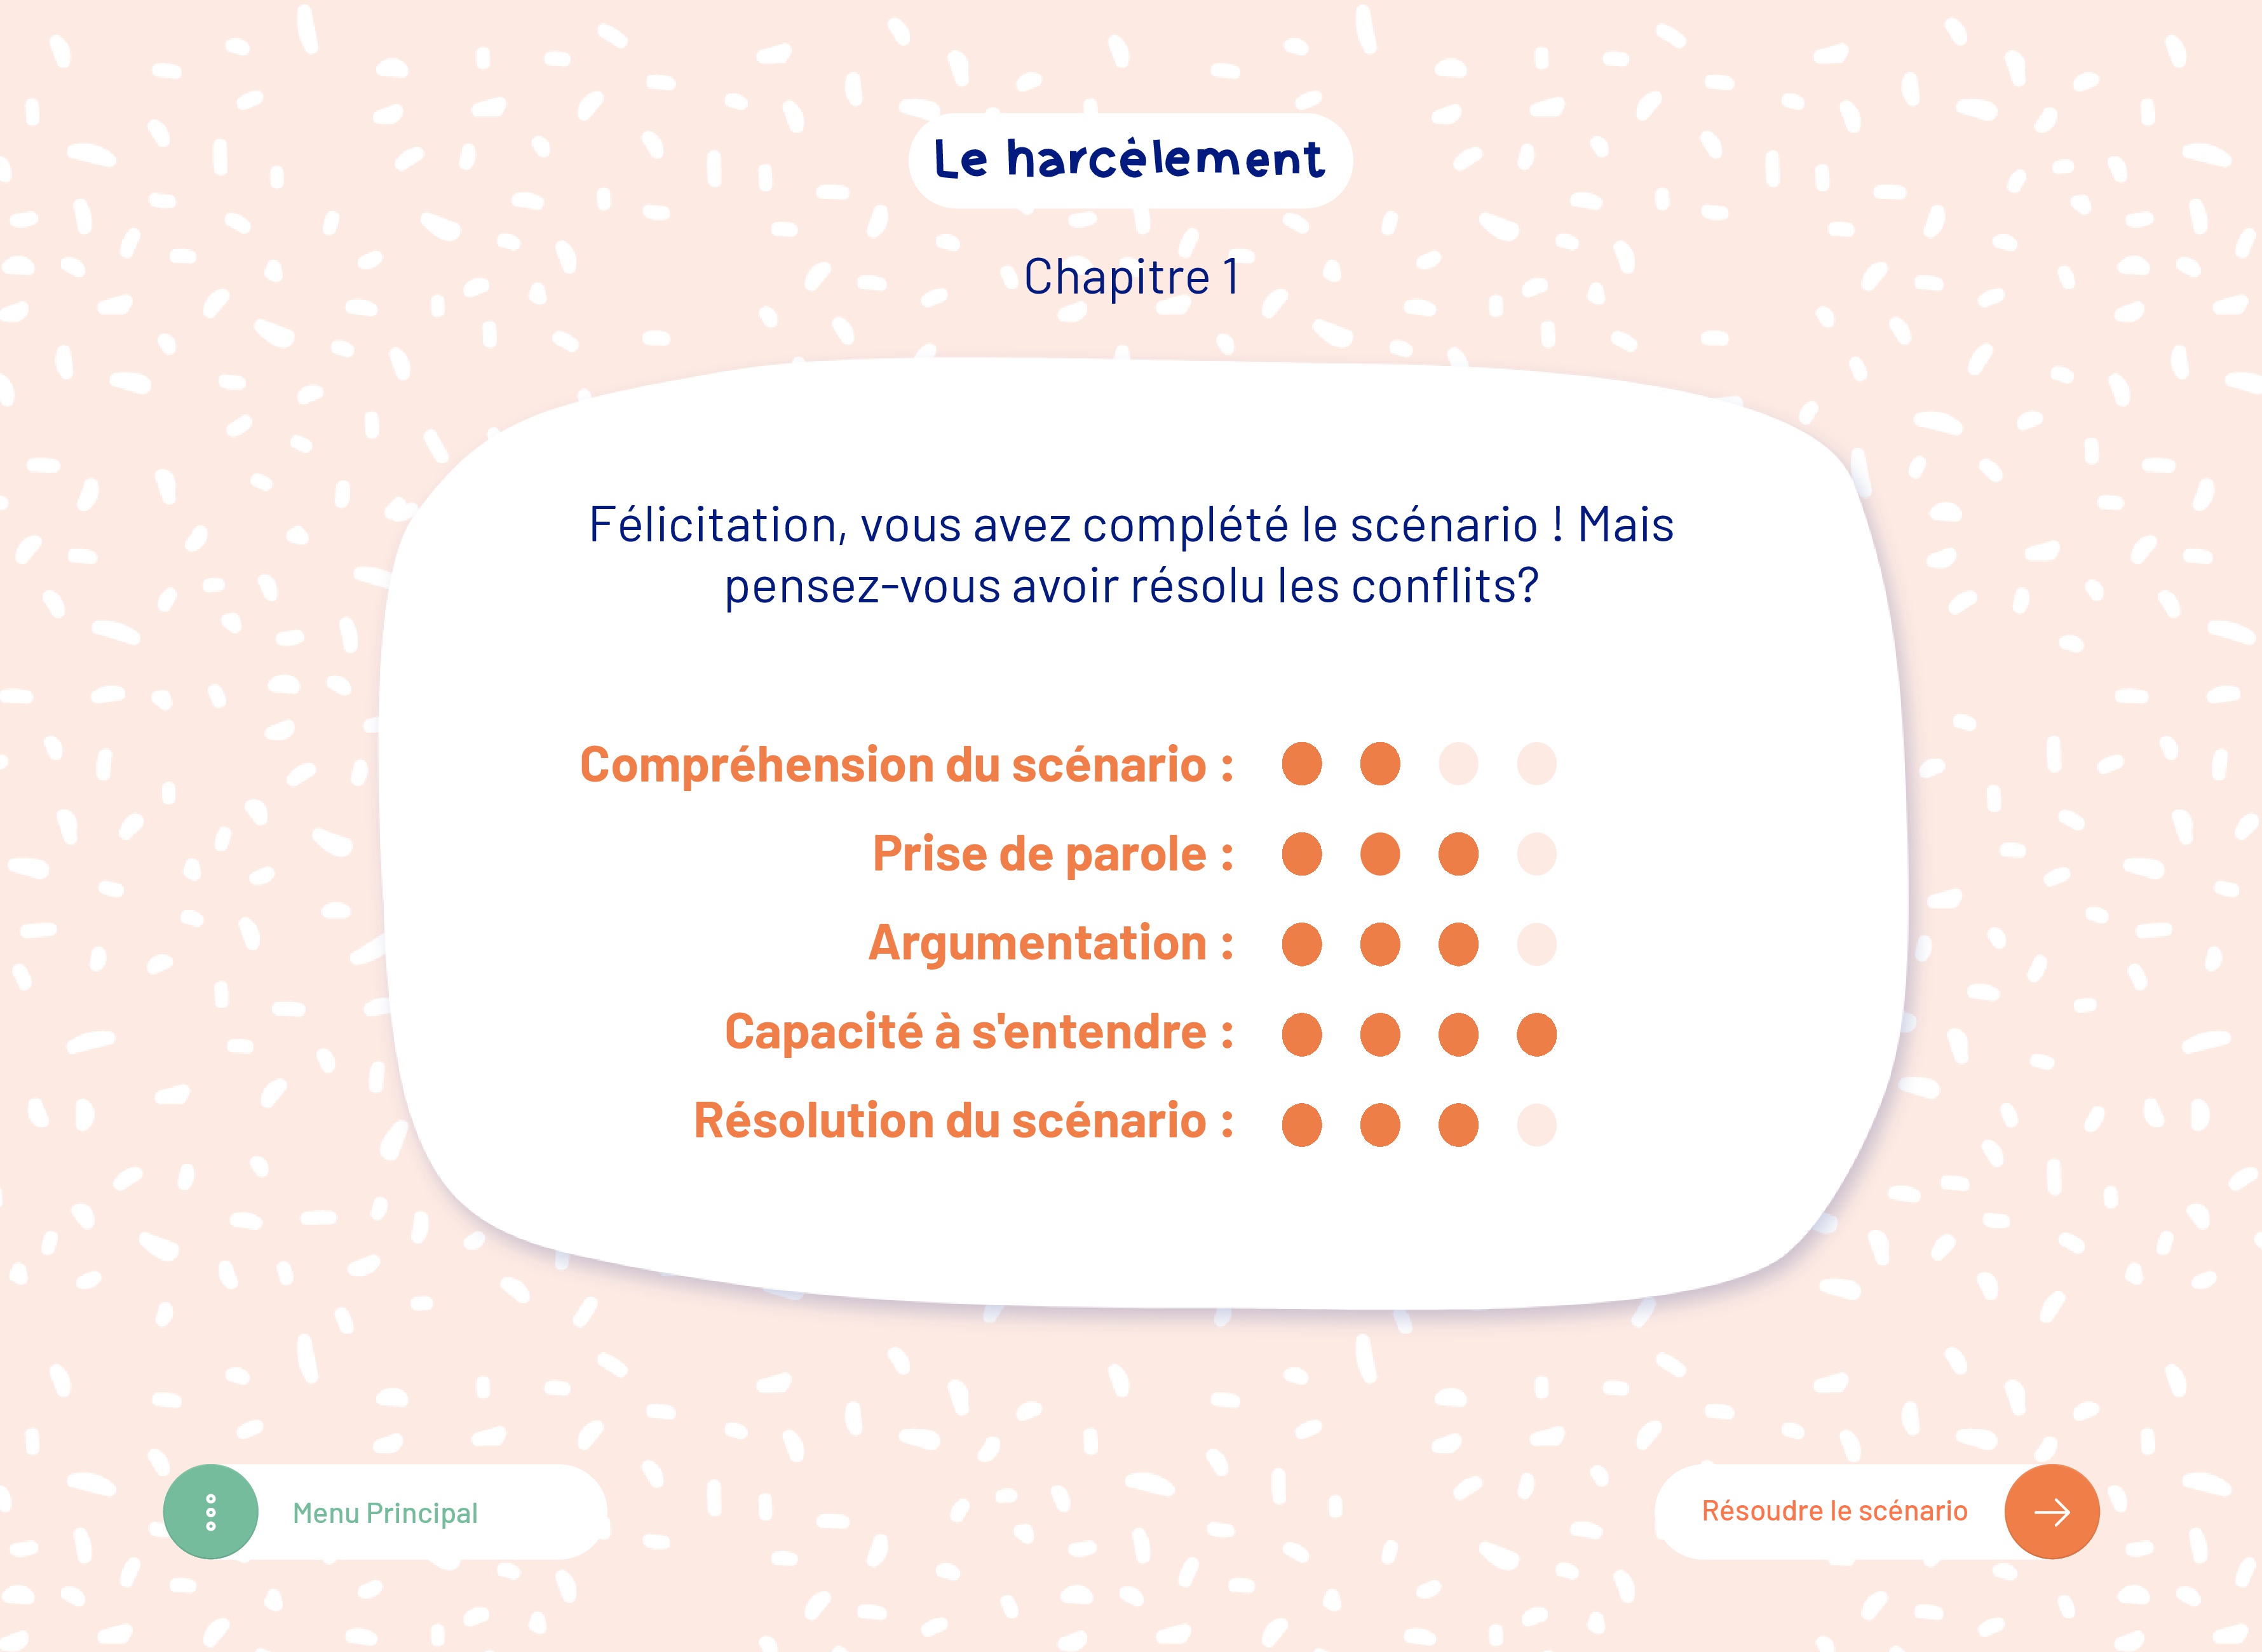 Le harcèlement
Chapitre 1
Félicitation, vous avez complété le scénario ! Mais
pensez-vous avoir résolu les conflits?
Compréhension du scénario :
Prise de parole :
Argumentation :
Capacité à s'entendre :
Résolution du scénario :
Menu Principal
Résoudre le scénario